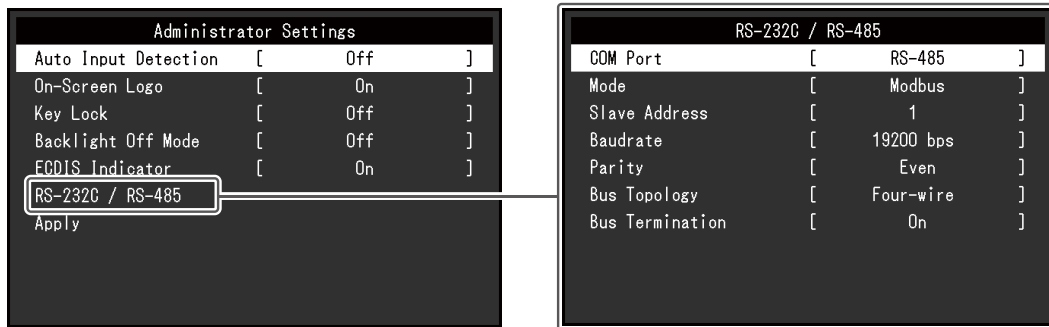 Administrator Settings
Auto Input Detection [ Off ]
On-Screen Logo [ On ]
Key Lock [ Off ]
Backlight Off Mode [ Off ]
ECDIS Indicator [ On ]
RS-232C / RS-485
Apply
RS-232C / RS-485
COM Port [ RS-485 ]
Mode [ Modbus ]
Slave Address [ 1 ]
Baudrate [ 19200 bps ]
Parity [ Even ]
Bus Topology [ Four-wire ]
Bus Termination [ On ]